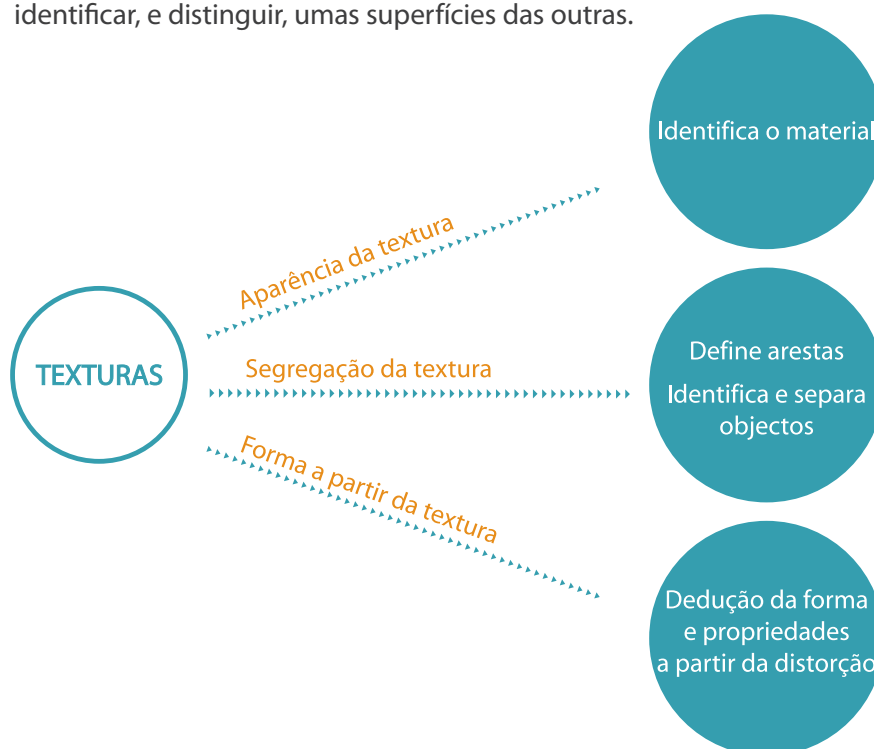 identificar, e distinguir, umas superfícies das outras.
Identifica o material
Aparência da textura
TEXTURAS
Segregação da textura
Define arestas
Identifica e separa
objectos
Forma a partir da textura
Dedução da forma
e propriedades
a partir da distorção